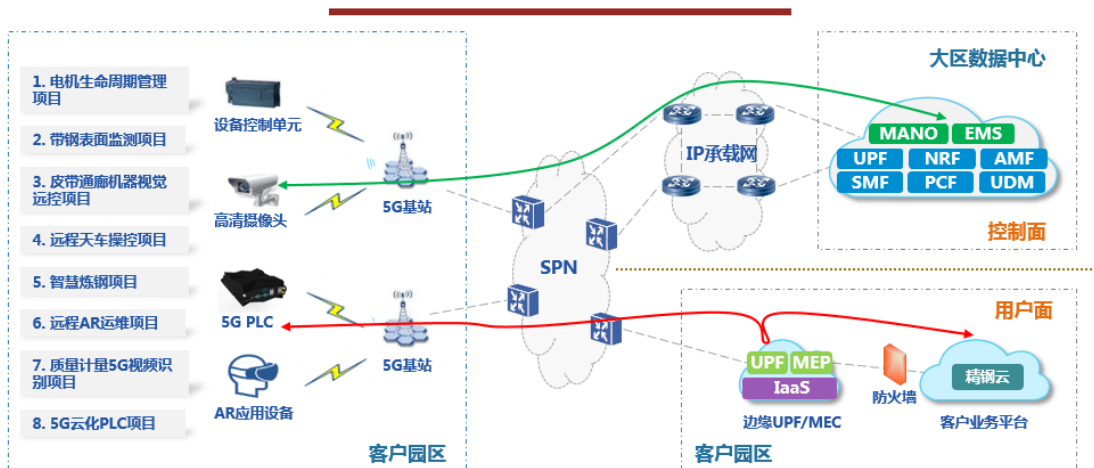 1. 电机生命周期管理
项目
2. 带钢表面监测项目
3. 皮带通廊机器视觉
远控项目
4. 远程天车操控项目
5. 智慧炼钢项目
6. 远程AR运维项目
7. 质量计量5G视频识
别项目
8. 5G云化PLC项目
设备控制单元
高清摄像头
5G PLC
AR应用设备
5G基站
5G基站
客户园区
SPN
IP承载网
大区数据中心
MANO EMS
UPF NRF AMF
SMF PCF UDM
控制面
用户面
UPF MEP
IaaS
边缘UPF/MEC
防火墙
精钢云
客户业务平台
客户园区